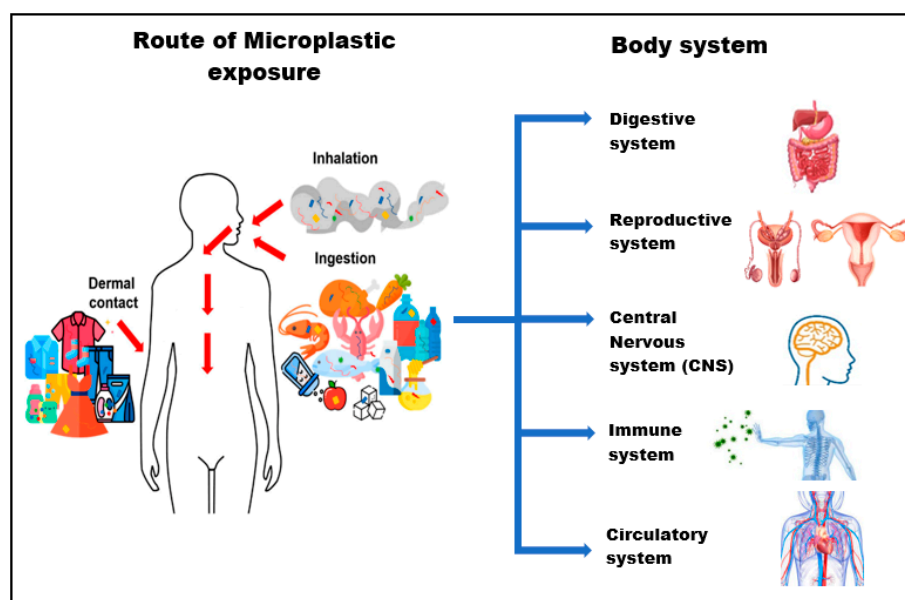 Route of Microplastic
exposure
Body system
Inhalation
Ingestion
Dermal
contact
Digestive
system
Reproductive
system
Central
Nervous
system (CNS)
Immune
system
Circulatory
system